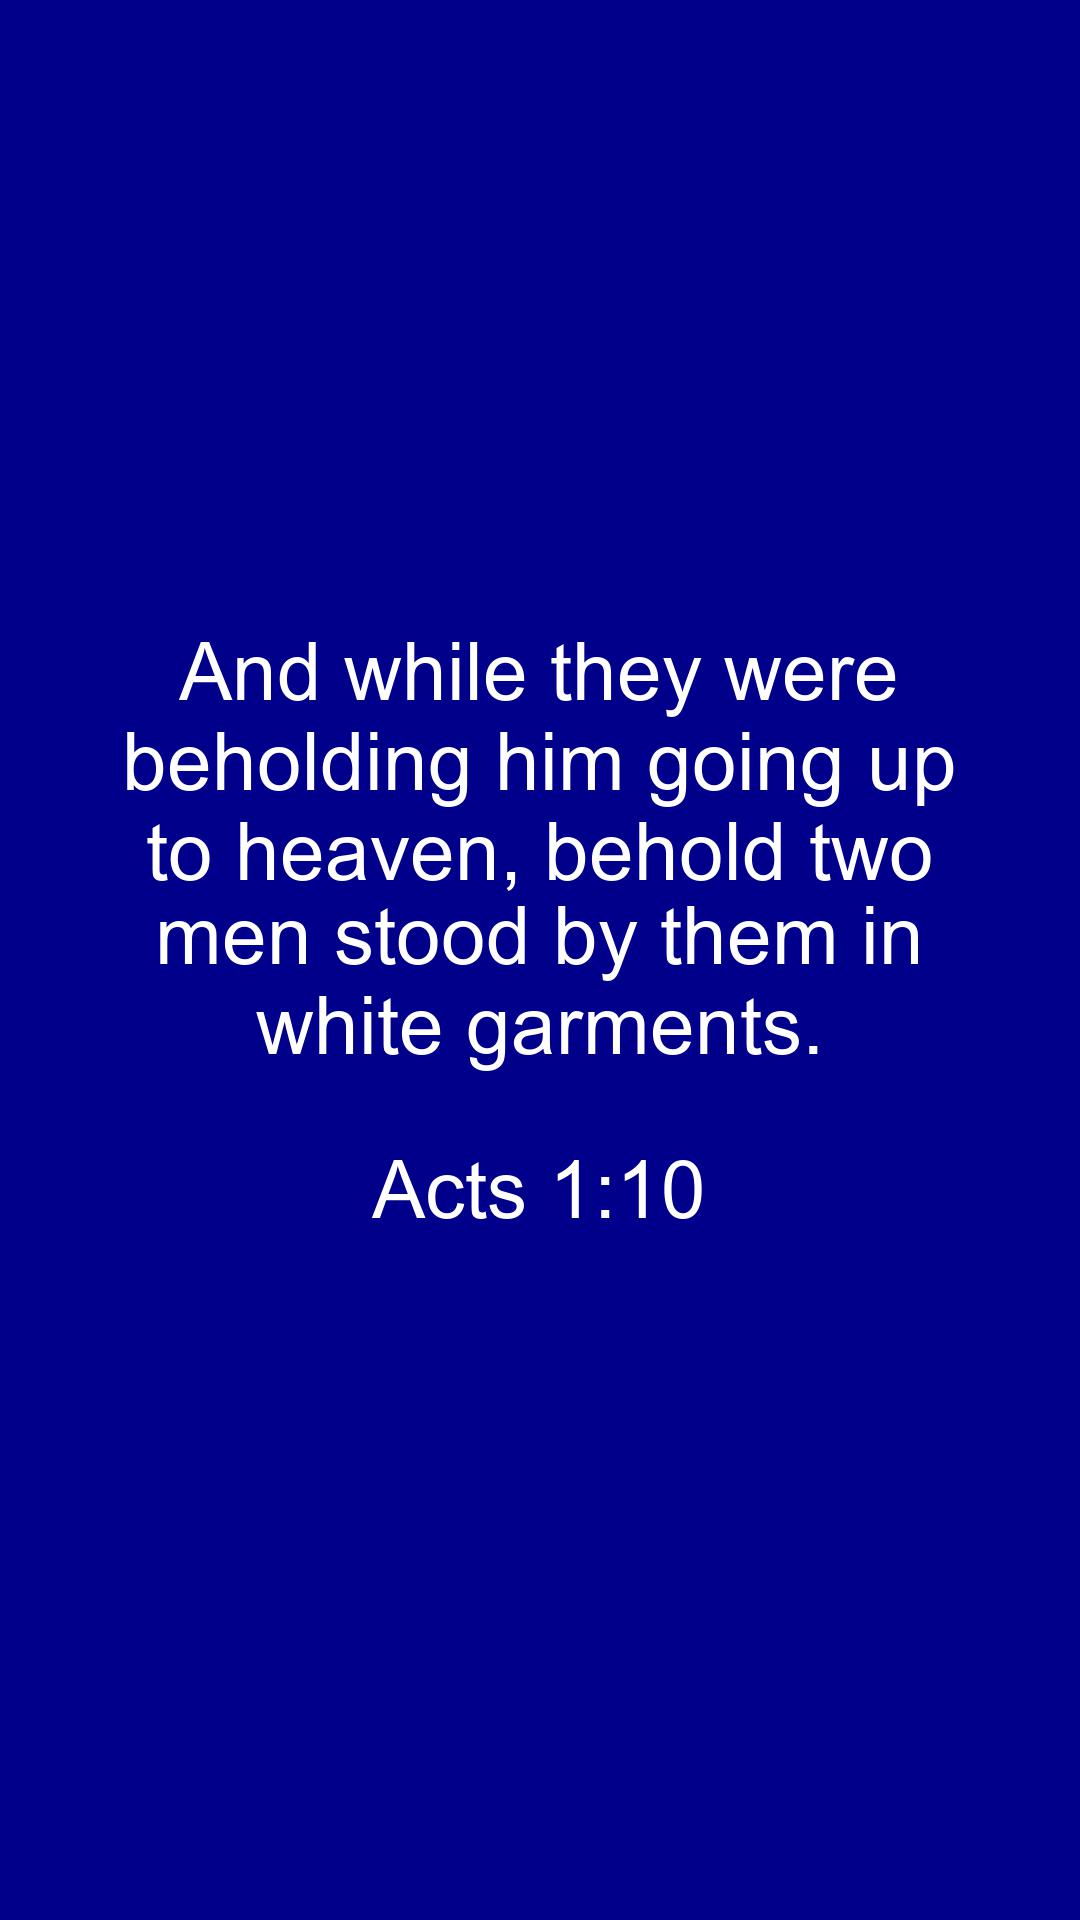 And while they were
beholding him going up
to heaven, behold two
men stood by them in
white garments.
Acts 1:10